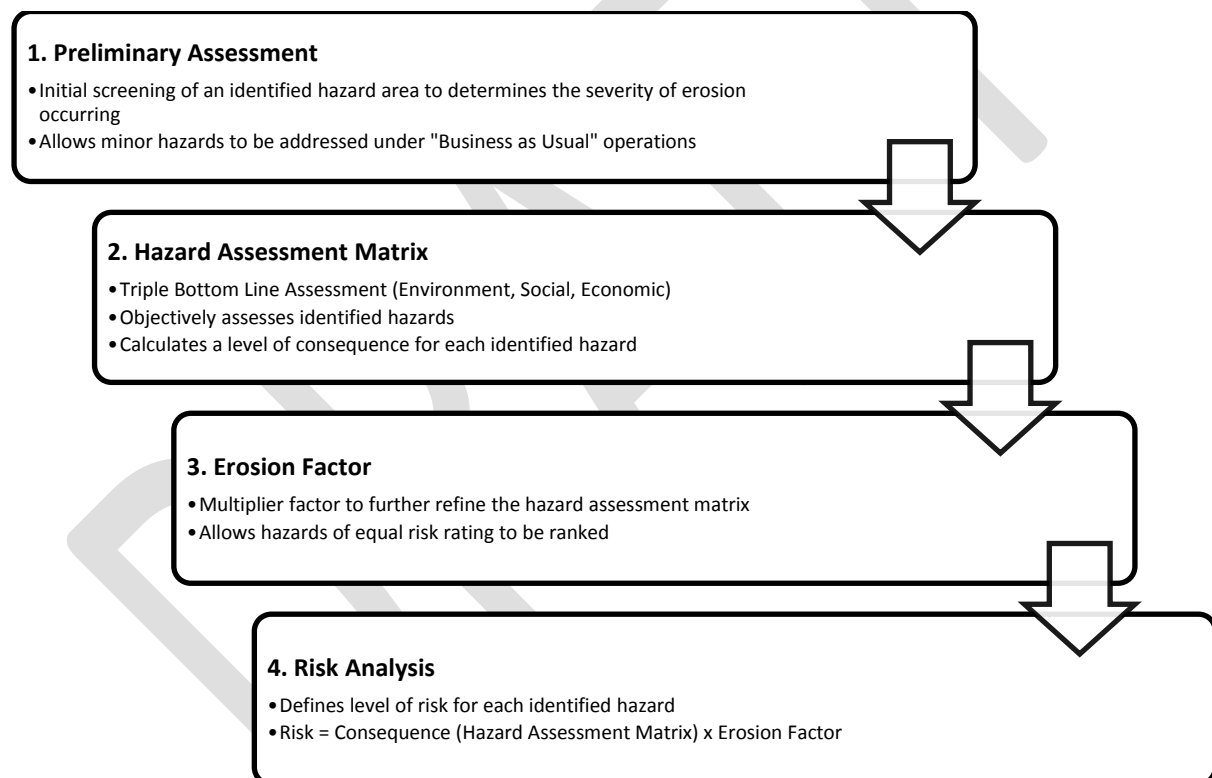 1. Preliminary Assessment
•Initial screening of an identified hazard area to determines the severity of erosion
occurring
•Allows minor hazards to be addressed under "Business as Usual" operations
2. Hazard Assessment Matrix
•Triple Bottom Line Assessment (Environment, Social, Economic)
•Objectively assesses identified hazards
•Calculates a level of consequence for each identified hazard
3. Erosion Factor
•Multiplier factor to further refine the hazard assessment matrix
•Allows hazards of equal risk rating to be ranked
4. Risk Analysis
•Defines level of risk for each identified hazard
•Risk = Consequence (Hazard Assessment Matrix) x Erosion Factor